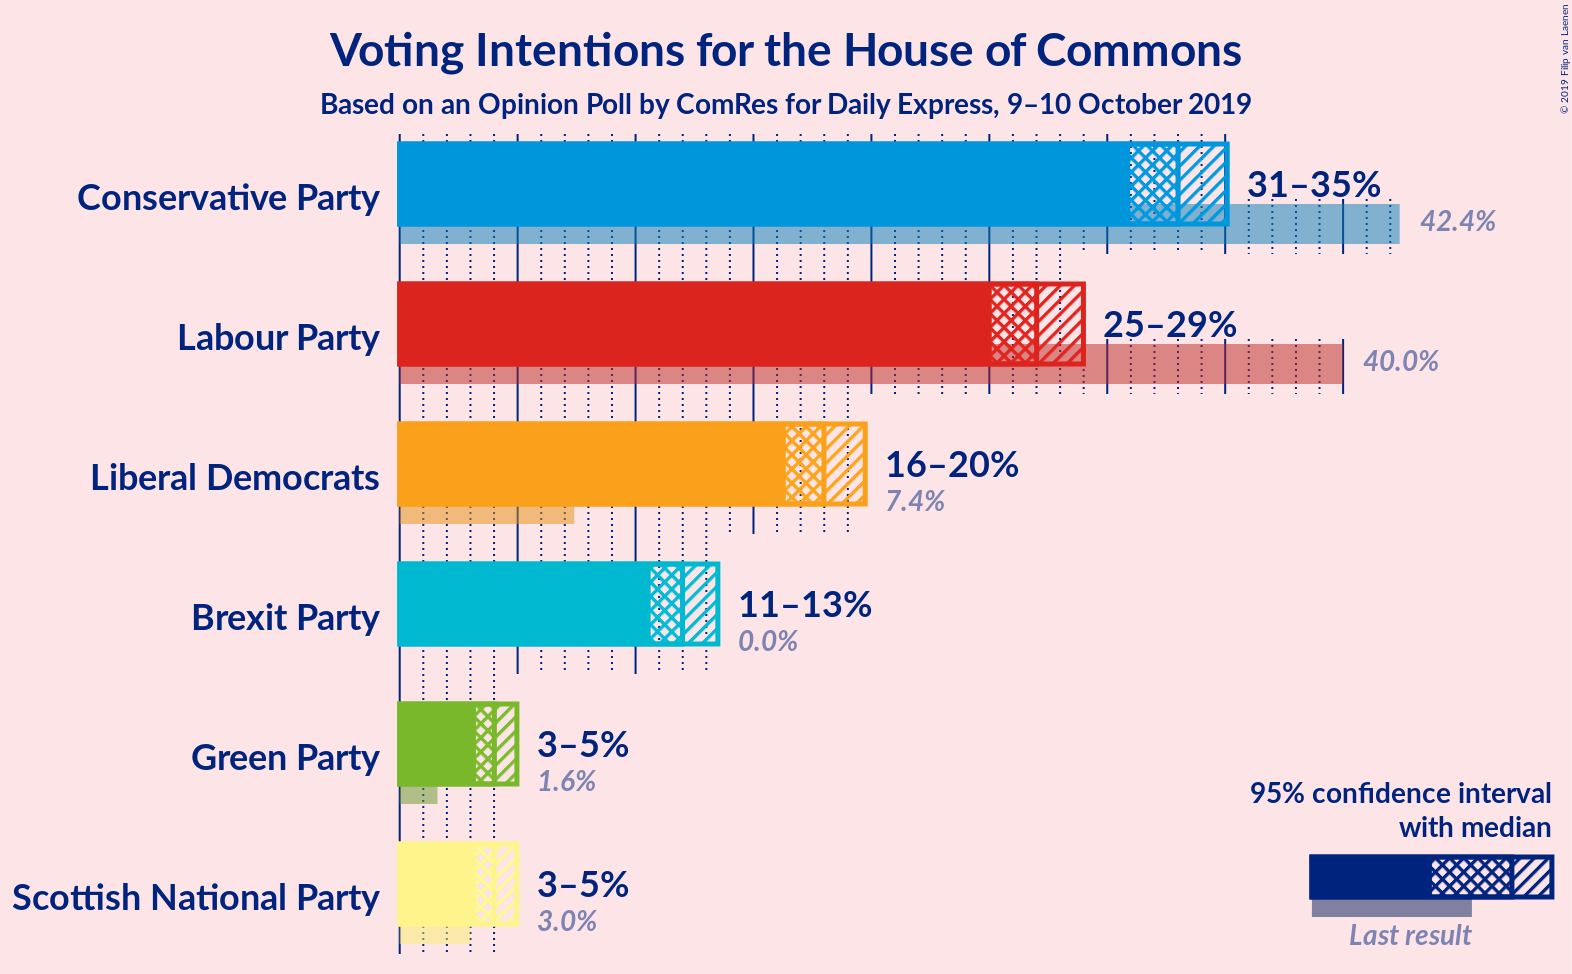 Voting Intentions for the House of Commons
Based on an Opinion Poll by ComRes for Daily Express, 9–10 October 2019
© 2019 Filip van Laenen
Conservative Party
31–35%
42.4%
Labour Party
25–29%
40.0%
Liberal Democrats
16–20%
7.4%
Brexit Party
11–13%
0.0%
Green Party
3–5%
1.6%
Scottish National Party
3–5%
3.0%
95% confidence interval
with median
Last result